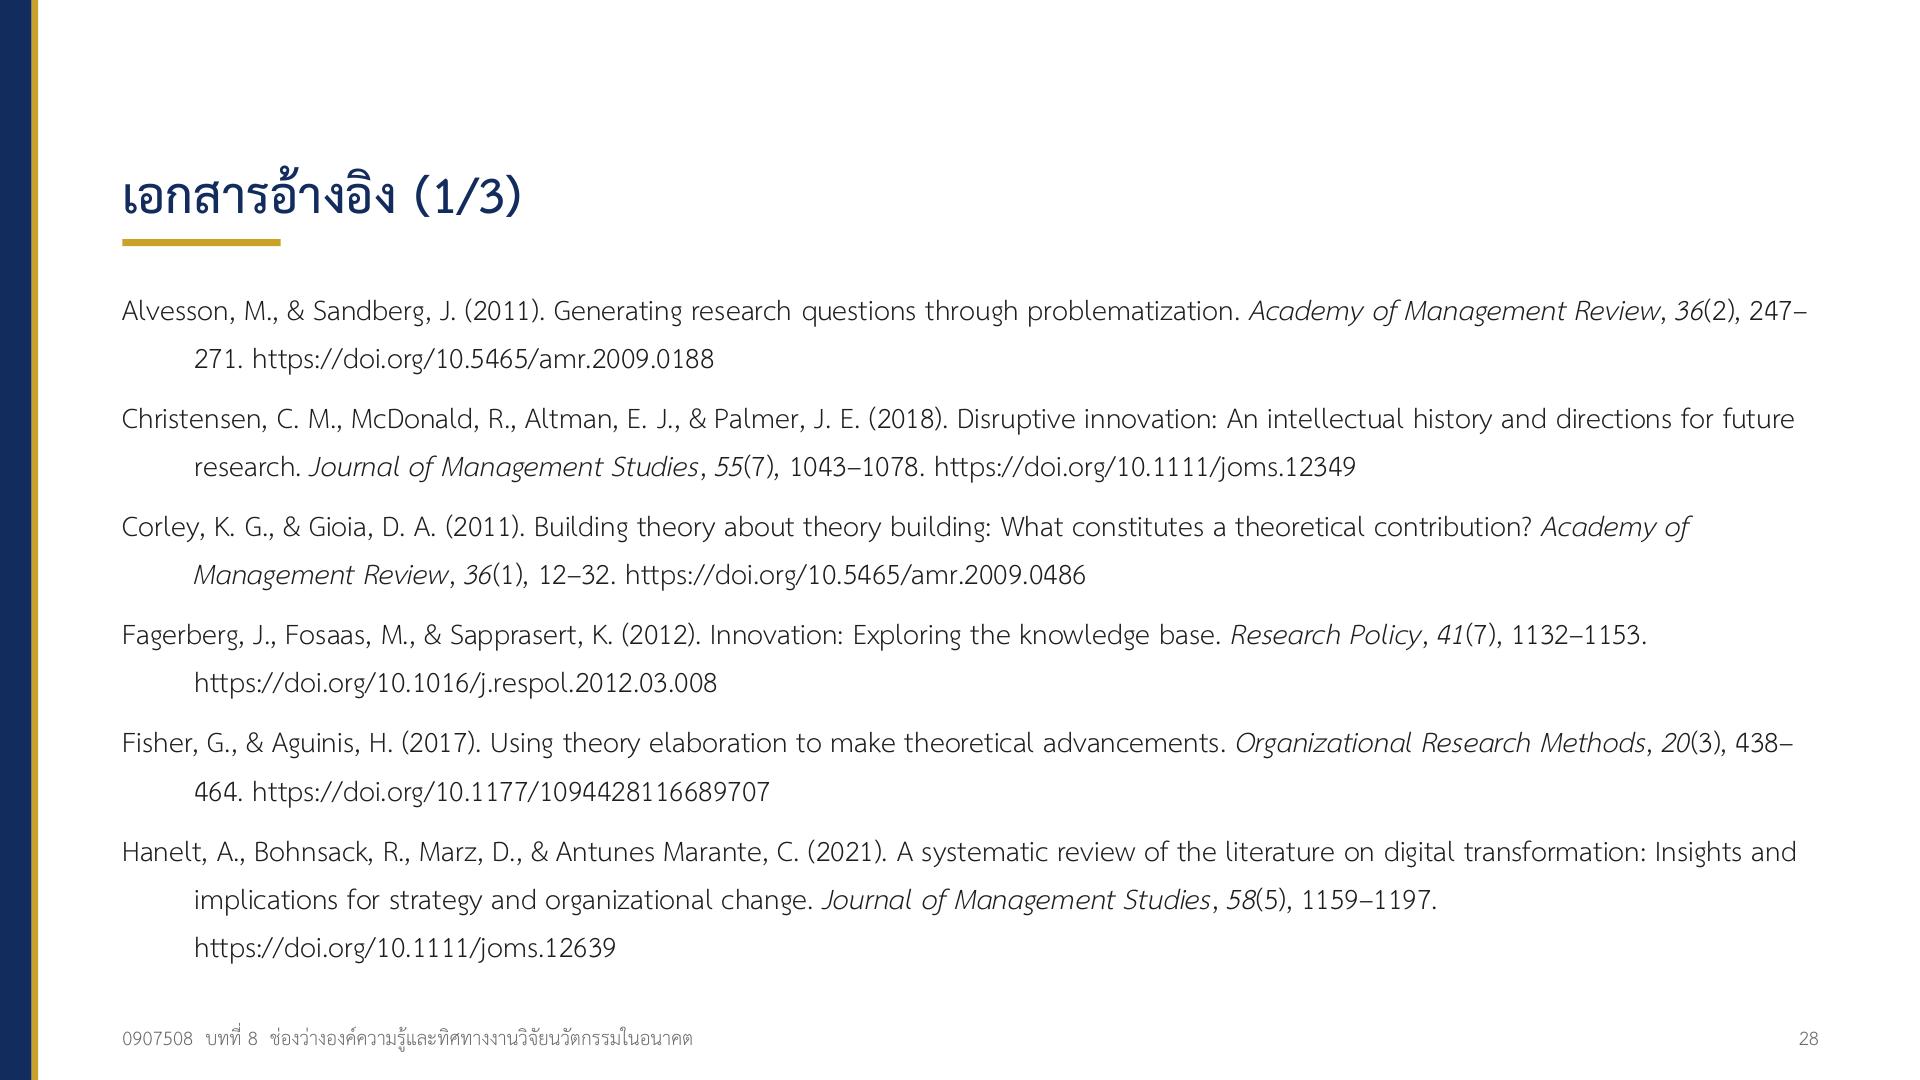 เอกสารอ้างอิง (1/3)
Alvesson, M., & Sandberg, J. (2011). Generating research questions through problematization. Academy of Management Review, 36(2), 247–
271. https://doi.org/10.5465/amr.2009.0188
Christensen, C. M., McDonald, R., Altman, E. J., & Palmer, J. E. (2018). Disruptive innovation: An intellectual history and directions for future
research. Journal of Management Studies, 55(7), 1043–1078. https://doi.org/10.1111/joms.12349
Corley, K. G., & Gioia, D. A. (2011). Building theory about theory building: What constitutes a theoretical contribution? Academy of
Management Review, 36(1), 12–32. https://doi.org/10.5465/amr.2009.0486
Fagerberg, J., Fosaas, M., & Sapprasert, K. (2012). Innovation: Exploring the knowledge base. Research Policy, 41(7), 1132–1153.
https://doi.org/10.1016/j.respol.2012.03.008
Fisher, G., & Aguinis, H. (2017). Using theory elaboration to make theoretical advancements. Organizational Research Methods, 20(3), 438–
464. https://doi.org/10.1177/1094428116689707
Hanelt, A., Bohnsack, R., Marz, D., & Antunes Marante, C. (2021). A systematic review of the literature on digital transformation: Insights and
implications for strategy and organizational change. Journal of Management Studies, 58(5), 1159–1197.
https://doi.org/10.1111/joms.12639
0907508 บทที่ 8 ช่องว่างองค์ความรู้และทิศทางงานวิจัยนวัตกรรมในอนาคต
28